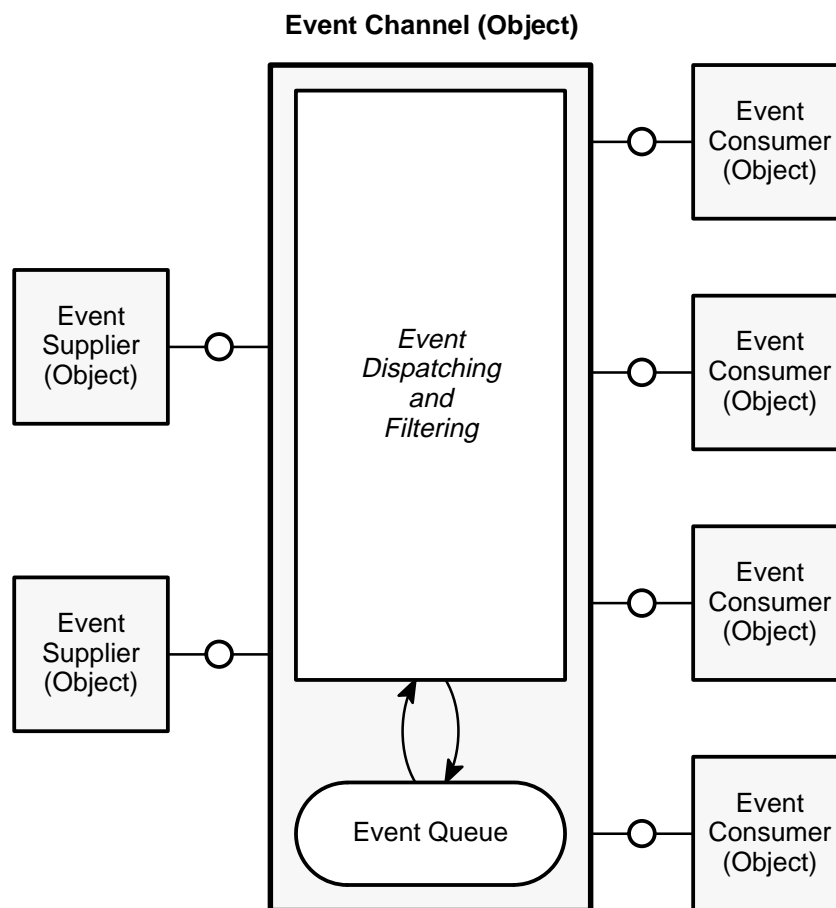 Event Channel (Object)
Event
Consumer
(Object)
Event
Supplier
(Object)
Event
Dispatching
and
Filtering
Event
Consumer
(Object)
Event
Supplier
(Object)
Event
Consumer
(Object)
Event Queue
Event
Consumer
(Object)